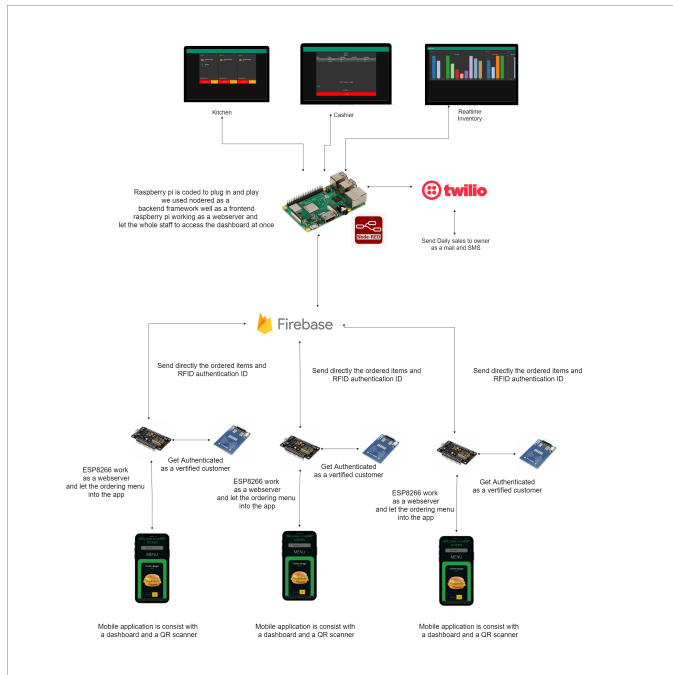 Kitchen
Cashier
Realtime
Inventory
Raspberry pi is coded to plug in and play
we used nodered as a
backend framework well as a frontend
raspberry pi working as a webserver and
let the whole staff to access the dashboard at once
twilio
Node-RED
Send Daily sales to owner
as a mail and SMS
Firebase
Send directly the ordered items and
RFID authentication ID
Send directly the ordered items and
RFID authentication ID
Send directly the ordered items and
RFID authentication ID
Get Authenticated
as a vertified customer
Get Authenticated
as a vertified customer
Get Authenticated
as a vertified customer
ESP8266 work
as a webserver
and let the ordering menu
into the app
ESP8266 work
as a webserver
and let the ordering menu
into the app
ESP8266 work
as a webserver
and let the ordering menu
into the app
MENU
MENU
MENU
Mobile application is consist with
a dashboard and a QR scanner
Mobile application is consist with
a dashboard and a QR scanner
Mobile application is consist with
a dashboard and a QR scanner